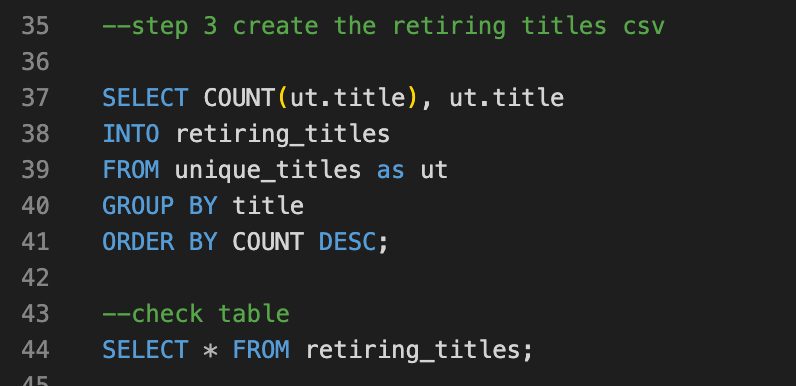 35 --step 3 create the retiring titles csv
36
37 SELECT COUNT(ut.title), ut.title
38 INTO retiring_titles
39 FROM unique_titles as ut
40 GROUP BY title
41 ORDER BY COUNT DESC;
42
43 --check table
44 SELECT * FROM retiring_titles;
45